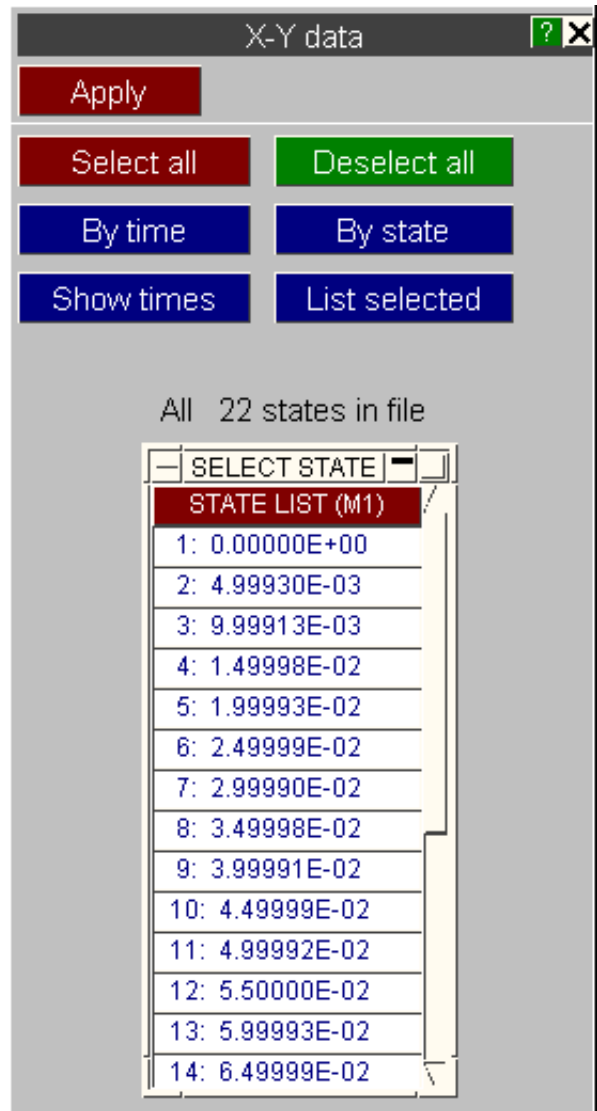 X-Y data ?
Apply
Select all Deselect all
By time By state
Show times List selected
All 22 states in file
SELECT STATE
STATE LIST (M1)
1: 0.00000E+00
2: 4.99930E-03
3: 9.99913E-03
4: 1.49998E-02
5: 1.99993E-02
6: 2.49999E-02
7: 2.99990E-02
8: 3.49998E-02
9: 3.99991E-02
10: 4.49999E-02
11: 4.99992E-02
12: 5.50000E-02
13: 5.99993E-02
14: 6.49999E-02